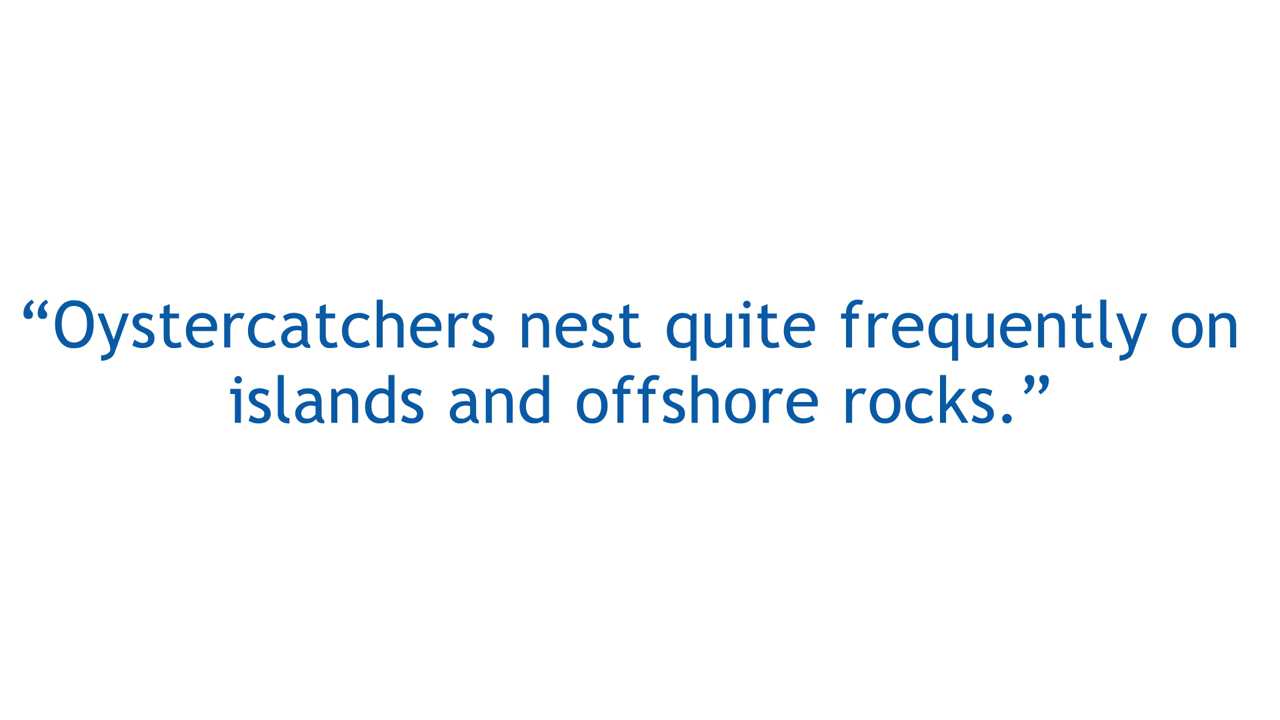 “Oystercatchers nest quite frequently on
islands and offshore rocks.”